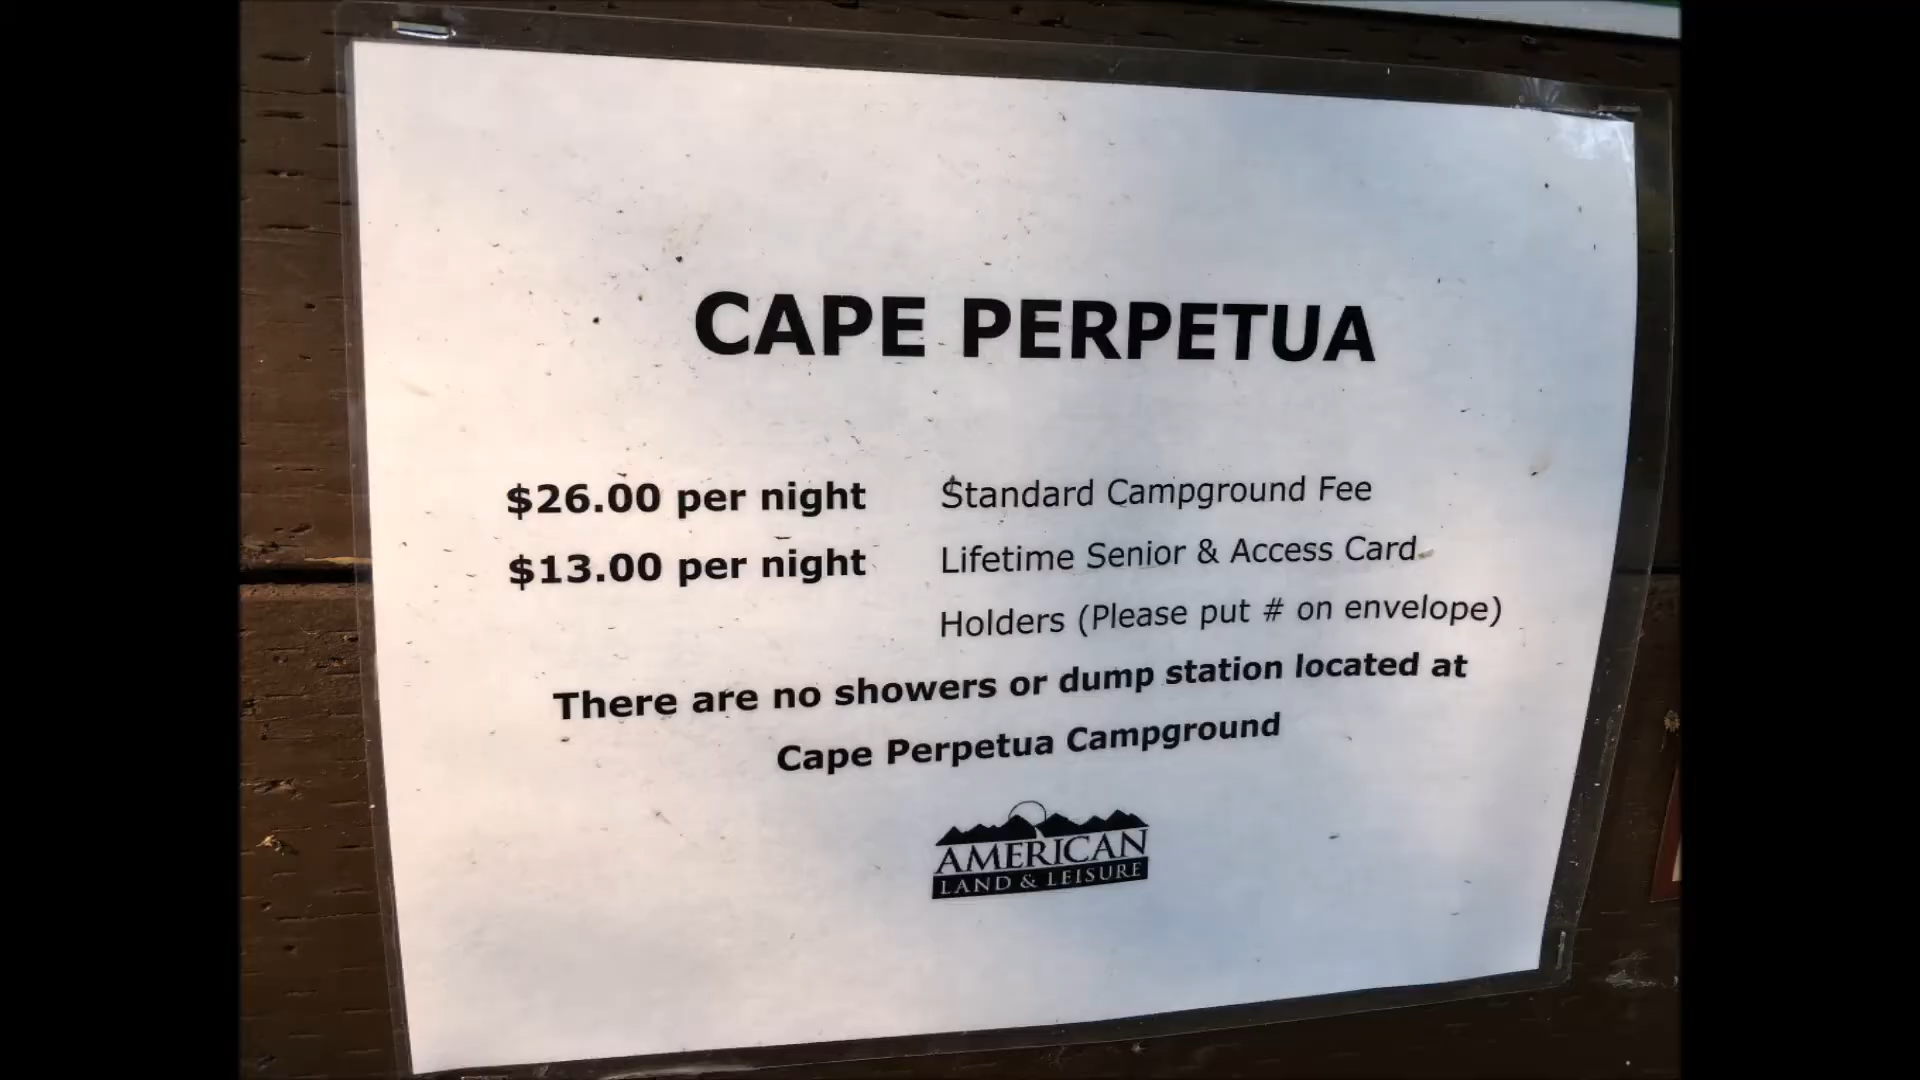 CAPE PERPETUA
$26.00 per night Standard Campground Fee
$13.00 per night Lifetime Senior & Access Card
Holders (Please put # on envelope)
There are no showers or dump station located at
Cape Perpetua Campground
AMERICAN
LAND & LEISURE